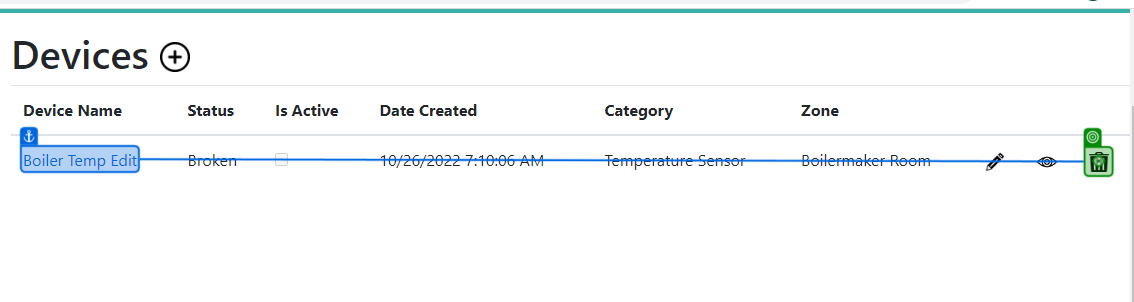 Devices
Device Name Status Is Active Date Created Category Zone
Boiler Temp Edit Broken 10/26/2022 7:10:06 AM Temperature Sensor Boilermaker Room